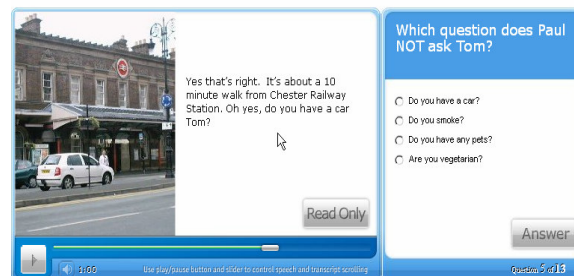 Yes that's right. It's about a 10
minute walk from Chester Railway
Station. Oh yes, do you have a car
Tom?
Read Only
1:00
Use play/pause button and slider to control speech and transcript scrolling
Which question does Paul
NOT ask Tom?
Do you have a car?
Do you smoke?
Do you have any pets?
Are you vegetarian?
Answer
Question 5 of 13